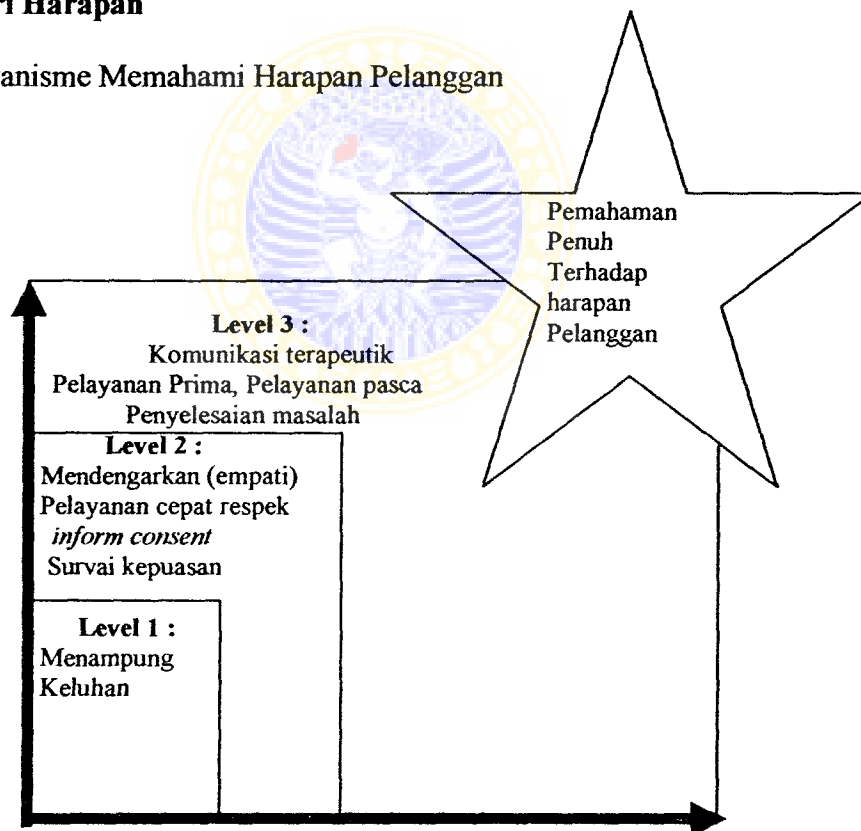 Harapan
anisme Memahami Harapan Pelanggan
Pemahaman
Penuh
Terhadap
harapan
Pelanggan
Level 3 :
Komunikasi terapeutik
Pelayanan Prima, Pelayanan pasca
Penyelesaian masalah
Level 2 :
Mendengarkan (empati)
Pelayanan cepat respek
inform consent
Survai kepuasan
Level 1 :
Menampung
Keluhan